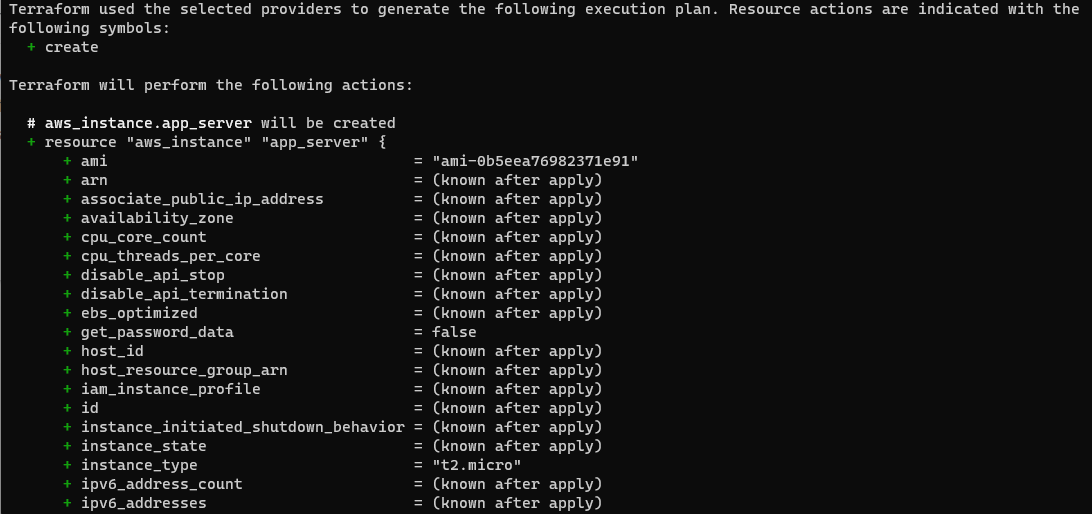 Terraform used the selected providers to generate the following execution plan. Resource actions are indicated with the
following symbols:
  + create

Terraform will perform the following actions:

  # aws_instance.app_server will be created
  + resource "aws_instance" "app_server" {
      + ami                                  = "ami-0b5eea76982371e91"
      + arn                                  = (known after apply)
      + associate_public_ip_address          = (known after apply)
      + availability_zone                    = (known after apply)
      + cpu_core_count                       = (known after apply)
      + cpu_threads_per_core                 = (known after apply)
      + disable_api_stop                     = (known after apply)
      + disable_api_termination              = (known after apply)
      + ebs_optimized                        = (known after apply)
      + get_password_data                    = false
      + host_id                              = (known after apply)
      + host_resource_group_arn              = (known after apply)
      + iam_instance_profile                 = (known after apply)
      + id                                   = (known after apply)
      + instance_initiated_shutdown_behavior = (known after apply)
      + instance_state                       = (known after apply)
      + instance_type                        = "t2.micro"
      + ipv6_address_count                   = (known after apply)
      + ipv6_addresses                       = (known after apply)